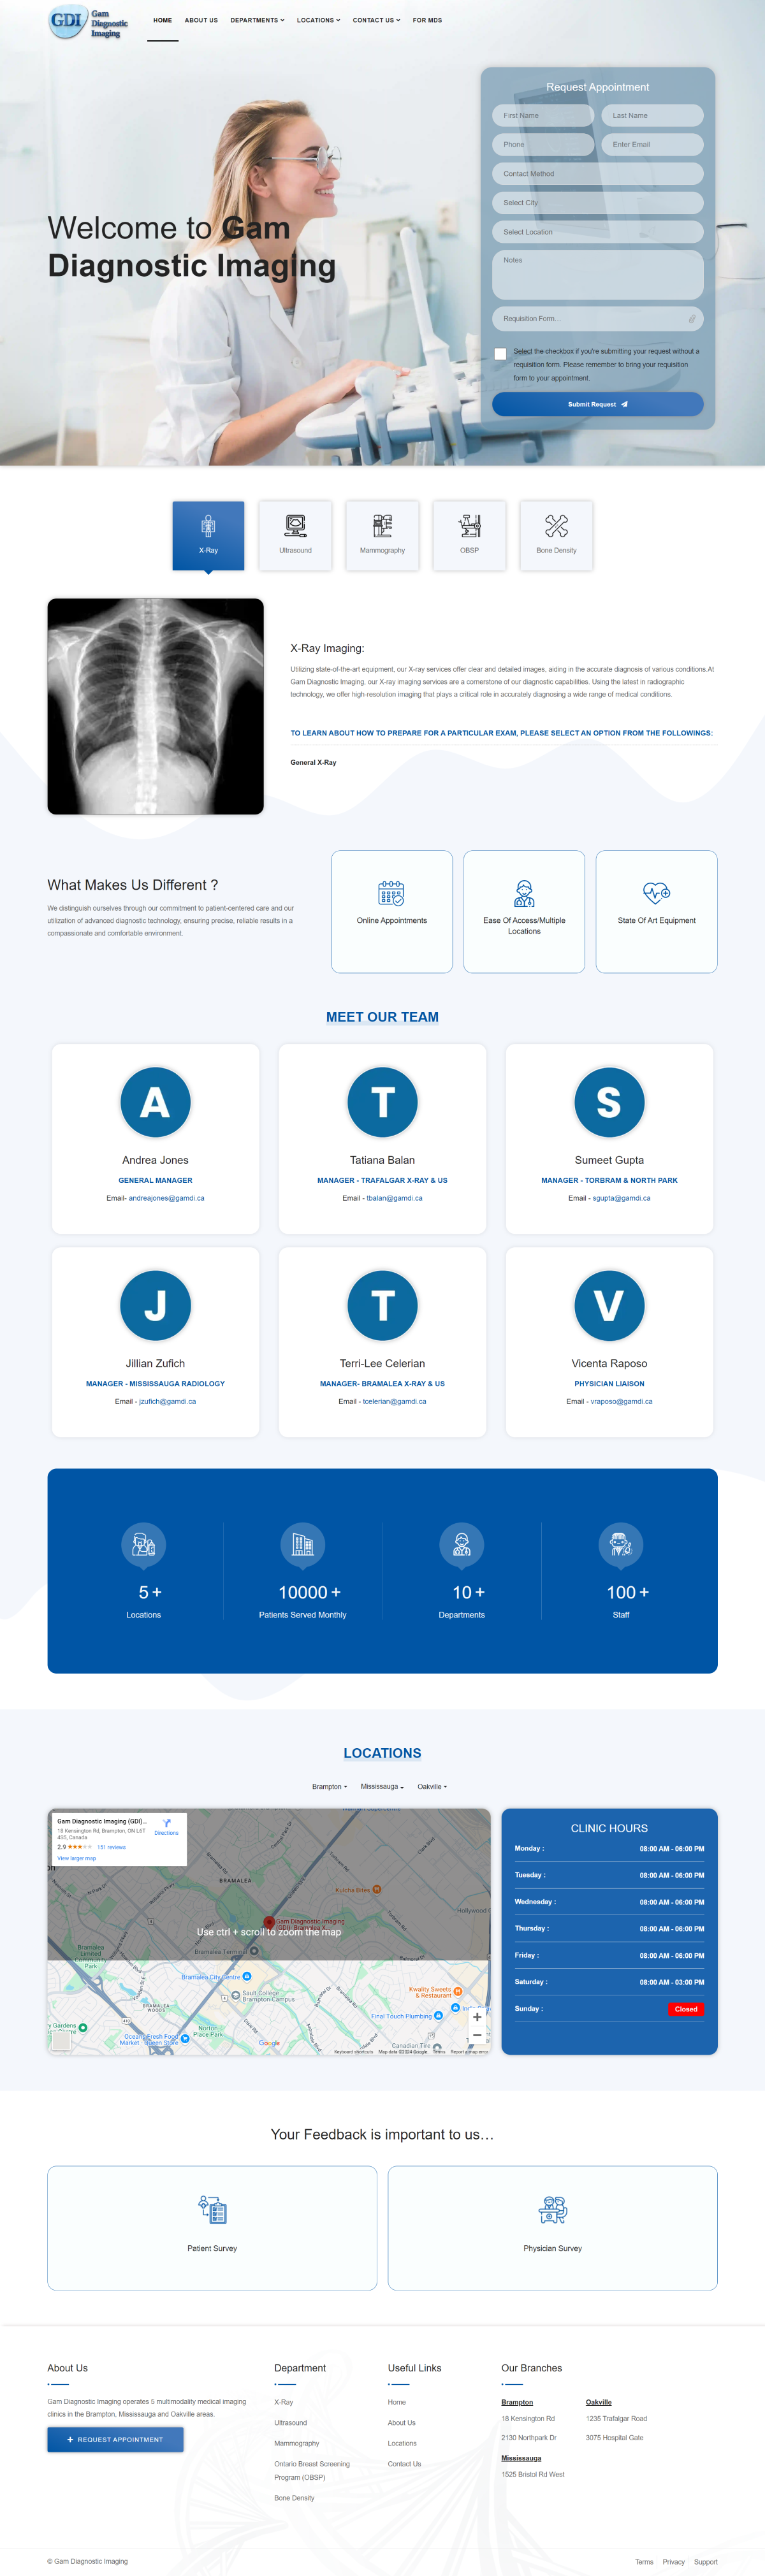 GDI Gam
Diagnostic
Imaging
HOME ABOUT US DEPARTMENTS LOCATIONS CONTACT US FOR MDS
Request Appointment
First Name Last Name
Phone Enter Email
Contact Method
Select City
Select Location
Notes
Requisition Form...
Select the checkbox if you're submitting your request without a
requisition form. Please remember to bring your requisition
form to your appointment.
Submit Request
Welcome to Gam
Diagnostic Imaging
X-Ray Ultrasound Mammography OBSP Bone Density
X-Ray Imaging:
Utilizing state-of-the-art equipment, our X-ray services offer clear and detailed images, aiding in the accurate diagnosis of various conditions.At
Gam Diagnostic Imaging, our X-ray imaging services are a cornerstone of our diagnostic capabilities. Using the latest in radiographic
technology, we offer high-resolution imaging that plays a critical role in accurately diagnosing a wide range of medical conditions.
TO LEARN ABOUT HOW TO PREPARE FOR A PARTICULAR EXAM, PLEASE SELECT AN OPTION FROM THE FOLLOWINGS:
General X-Ray
What Makes Us Different ?
We distinguish ourselves through our commitment to patient-centered care and our
utilization of advanced diagnostic technology, ensuring precise, reliable results in a
compassionate and comfortable environment.
Online Appointments
Ease Of Access/Multiple
Locations
State Of Art Equipment
MEET OUR TEAM
A
Andrea Jones
GENERAL MANAGER
Email- andreajones@gamdi.ca
T
Tatiana Balan
MANAGER - TRAFALGAR X-RAY & US
Email - tbalan@gamdi.ca
S
Sumeet Gupta
MANAGER - TORBRAM & NORTH PARK
Email - sgupta@gamdi.ca
J
Jillian Zufich
MANAGER - MISSISSAUGA RADIOLOGY
Email - jzufich@gamdi.ca
T
Terri-Lee Celerian
MANAGER- BRAMALEA X-RAY & US
Email - tcelerian@gamdi.ca
V
Vicenta Raposo
PHYSICIAN LIAISON
Email - vraposo@gamdi.ca
5 +
Locations
10000 +
Patients Served Monthly
10 +
Departments
100 +
Staff
LOCATIONS
Brampton Mississauga Oakville
Gam Diagnostic Imaging (GDI)...
18 Kensington Rd, Brampton, ON L6T
4S3, Canada
2.9 151 reviews
View larger map
Directions
BRAMALEA
Kulcha Bites
Hollywood
Gam Diagnostic Imaging
Use ctrl + scroll to zoom the map
Bramalea Terminal
Bramalea
Limited
Community
Park
Bramalea City Centre
Sault College
Brampton Campus
Kwality Sweets
& Restaurant
BRAMALEA
WOODS
Final Touch Plumbing
Gardens
Norton
Place Park
Oceans Fresh Food
Market - Queen Store
Canadian Tire
Google
Keyboard shortcuts Map data ©2024 Google Terms Report a map error
CLINIC HOURS
Monday : 08:00 AM - 06:00 PM
Tuesday : 08:00 AM - 06:00 PM
Wednesday : 08:00 AM - 06:00 PM
Thursday : 08:00 AM - 06:00 PM
Friday : 08:00 AM - 06:00 PM
Saturday : 08:00 AM - 03:00 PM
Sunday : Closed
Your Feedback is important to us...
Patient Survey
Physician Survey
About Us
Gam Diagnostic Imaging operates 5 multimodality medical imaging
clinics in the Brampton, Mississauga and Oakville areas.
REQUEST APPOINTMENT
Department
X-Ray
Ultrasound
Mammography
Ontario Breast Screening
Program (OBSP)
Bone Density
Useful Links
Home
About Us
Locations
Contact Us
Our Branches
Brampton
18 Kensington Rd
2130 Northpark Dr
Mississauga
1525 Bristol Rd West
Oakville
1235 Trafalgar Road
3075 Hospital Gate
© Gam Diagnostic Imaging
Terms Privacy Support